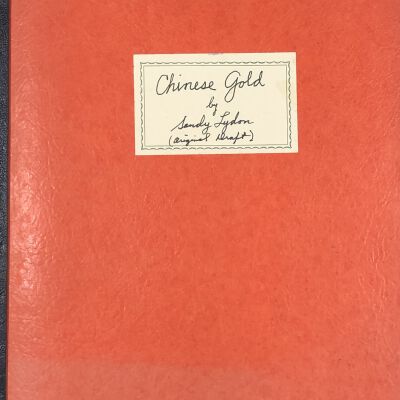 Chinese Gold
by
Sandy Lydon
(Original Draft)